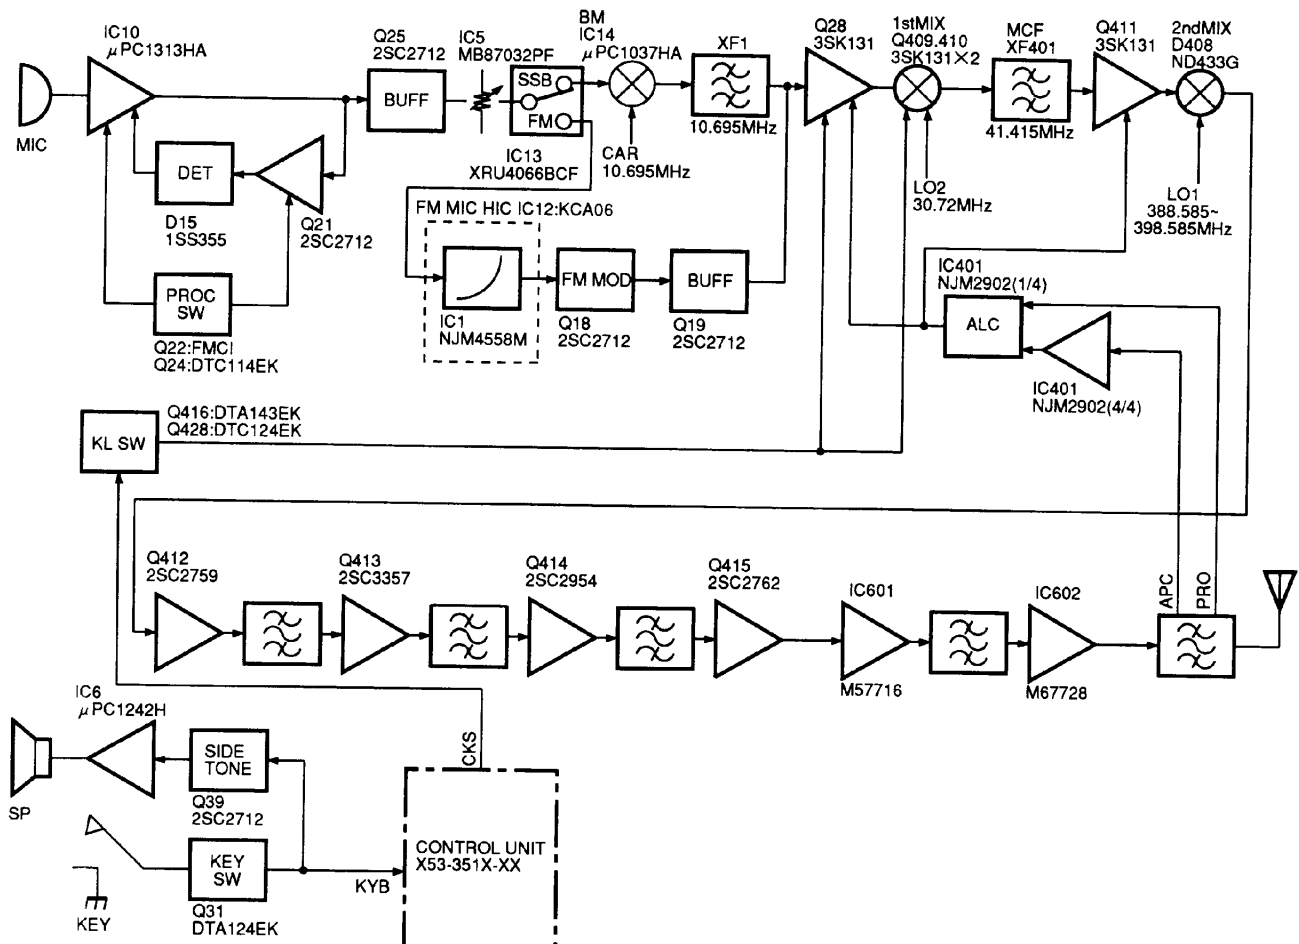 IC10
μPC1313HA
MIC
DET
D15
1SS355
Q21
2SC2712
PROC
SW
Q22:FMCI
Q24:DTC114EK
Q25
2SC2712
BUFF
IC5
MB87032PF
SSB
FM
IC13
XRU4066BCF
BM
IC14
μPC1037HA
CAR
10.695MHz
XF1
10.695MHz
FM MIC HIC IC12:KCA06
IC1
NJM4558M
FM MOD
Q18
2SC2712
BUFF
Q19
2SC2712
Q28
3SK131
1stMIX
Q409.410
3SK131×2
LO2
30.72MHz
MCF
XF401
41.415MHz
Q411
3SK131
2ndMIX
D408
ND433G
LO1
388.585~
398.585MHz
IC401
NJM2902(1/4)
ALC
IC401
NJM2902(4/4)
KL SW
Q416:DTA143EK
Q428:DTC124EK
Q412
2SC2759
Q413
2SC3357
Q414
2SC2954
Q415
2SC2762
IC601
M57716
IC602
M67728
APC
PRO
IC6
μPC1242H
SP
SIDE
TONE
Q39
2SC2712
KEY
SW
Q31
DTA124EK
KEY
KYB
CKS
CONTROL UNIT
X53-351X-XX